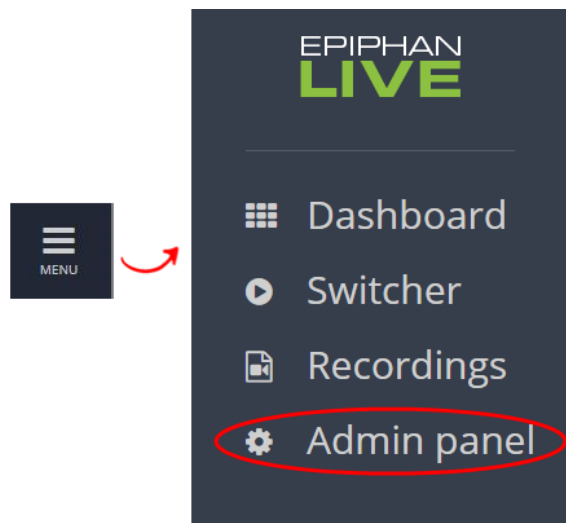 MENU
EPIPHAN
LIVE
Dashboard
Switcher
Recordings
Admin panel